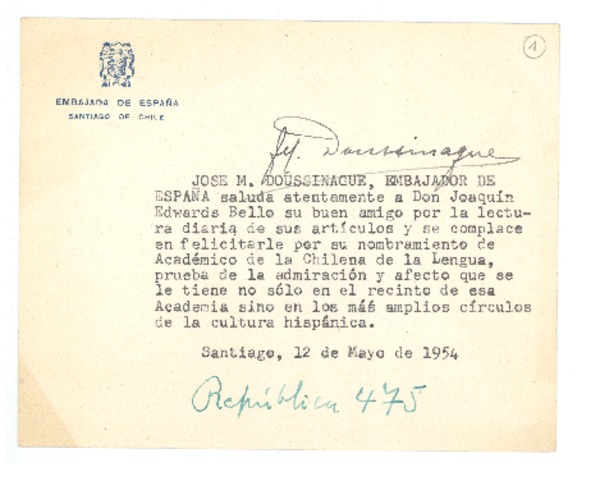 1
EMBAJADA DE ESPAÑA
SANTIAGO DE CHILE
JM. Doussinague
JOSE M. DOUSSINAGUE, EMBAJADOR DE
ESPAÑA saluda atentamente a Don Joaquín
Edwards Bello su buen amigo por la lectu-
ra diaria de sus artículos y se complace
en felicitarle por su nombramiento de
Académico de la Chilena de la Lengua,
prueba de la admiración y afecto que se
le tiene no sólo en el recinto de esa
Academia sino en los máś amplios círculos
de la cultura hispánica.
Santiago, 12 de Mayo de 1954
República 475